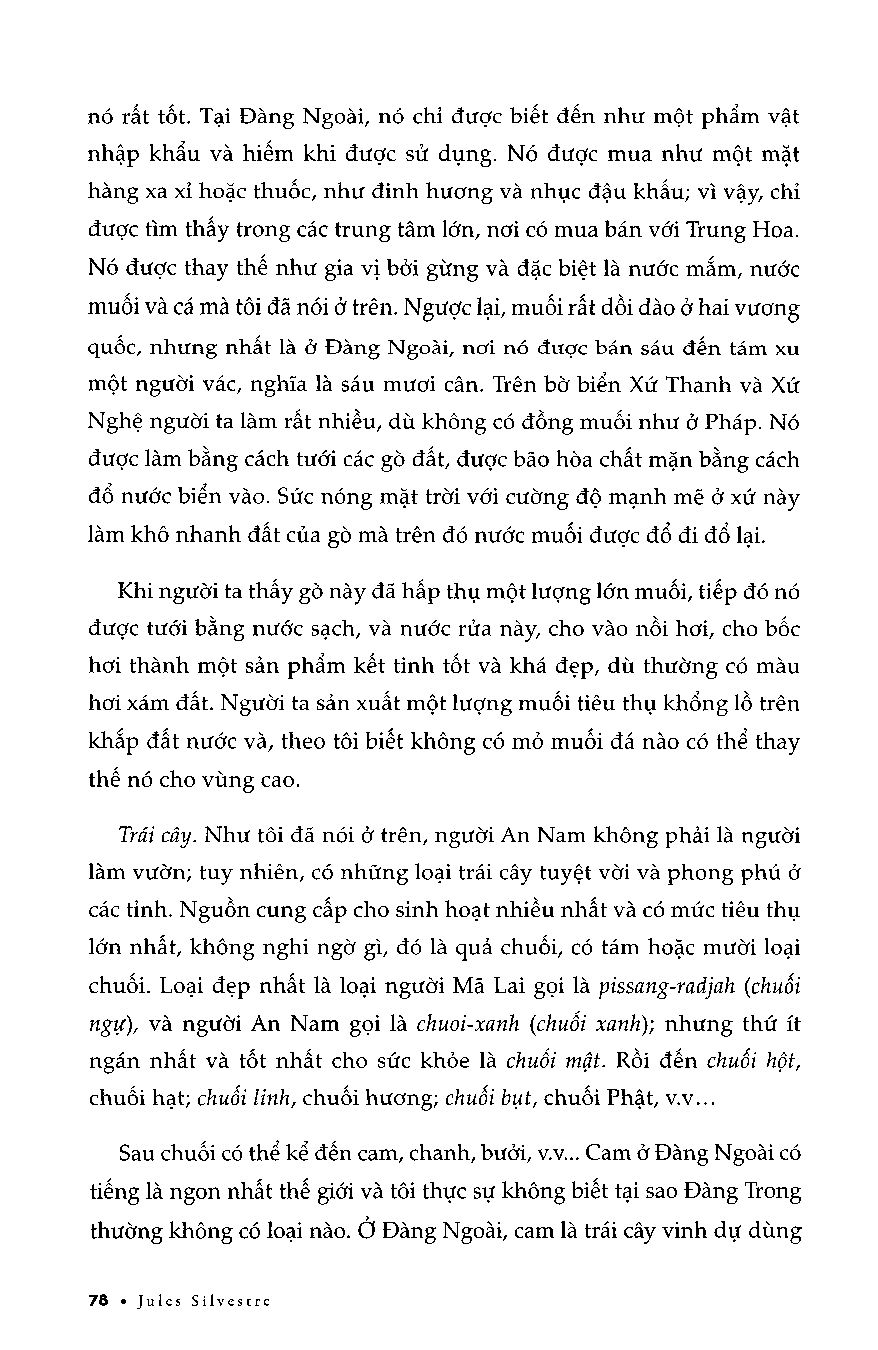 nó rất tốt. Tại Đàng Ngoài, nó chỉ được biết đến như một phẩm vật
nhập khẩu và hiếm khi được sử dụng. Nó được mua như một mặt
hàng xa xỉ hoặc thuốc, như đinh hương và nhục đậu khấu; vì vậy, chỉ
được tìm thấy trong các trung tâm lớn, nơi có mua bán với Trung Hoa.
Nó được thay thế như gia vị bởi gừng và đặc biệt là nước mắm, nước
muối và cá mà tôi đã nói ở trên. Ngược lại, muối rất dồi dào ở hai vương
quốc, nhưng nhất là ở Đàng Ngoài, nơi nó được bán sáu đến tám xu
một người vác, nghĩa là sáu mươi cân. Trên bờ biển Xứ Thanh và Xứ
Nghệ người ta làm rất nhiều, dù không có đồng muối như ở Pháp. Nó
được làm bằng cách tưới các gò đất, được bão hòa chất mặn bằng cách
đổ nước biển vào. Sức nóng mặt trời với cường độ mạnh mẽ ở xứ này
làm khô nhanh đất của gò mà trên đó nước muối được đổ đi đổ lại.
Khi người ta thấy gò này đã hấp thụ một lượng lớn muối, tiếp đó nó
được tưới bằng nước sạch, và nước rửa này, cho vào nồi hơi, cho bốc
hơi thành một sản phẩm kết tinh tốt và khá đẹp, dù thường có màu
hơi xám đất. Người ta sản xuất một lượng muối tiêu thụ khổng lồ trên
khắp đất nước và, theo tôi biết không có mỏ muối đá nào có thể thay
thế nó cho vùng cao.
Trái cây. Như tôi đã nói ở trên, người An Nam không phải là người
làm vườn; tuy nhiên, có những loại trái cây tuyệt vời và phong phú ở
các tỉnh. Nguồn cung cấp cho sinh hoạt nhiều nhất và có mức tiêu thụ
lớn nhất, không nghi ngờ gì, đó là quả chuối, có tám hoặc mười loại
chuối. Loại đẹp nhất là loại người Mã Lai gọi là pissang-radjah (chuối
ngự), và người An Nam gọi là chuoi-xanh (chuối xanh); nhưng thứ ít
ngán nhất và tốt nhất cho sức khỏe là chuối mật. Rồi đến chuối hột,
chuối hạt; chuối lính, chuối hương; chuối bụt, chuối Phật, v.v…
Sau chuối có thể kể đến cam, chanh, bưởi, v.v... Cam ở Đàng Ngoài có
tiếng là ngon nhất thế giới và tôi thực sự không biết tại sao Đàng Trong
thường không có loại nào. Ở Đàng Ngoài, cam là trái cây vinh dự dùng
78 • Jules Silvestre